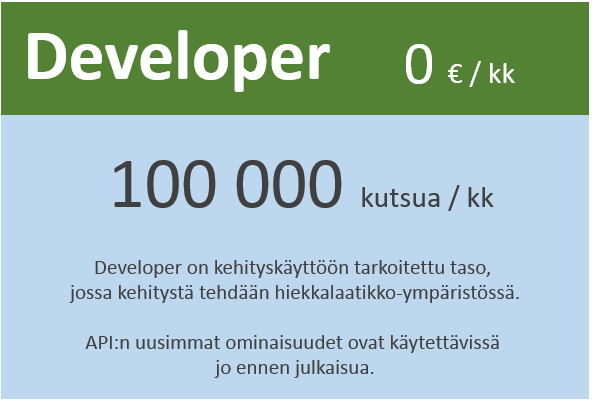 Developer 0 € / kk
100 000 kutsua / kk
Developer on kehityskäyttöön tarkoitettu taso,
jossa kehitystä tehdään hiekkalaatikko-ympäristössä.
API:n uusimmat ominaisuudet ovat käytettävissä
jo ennen julkaisua.